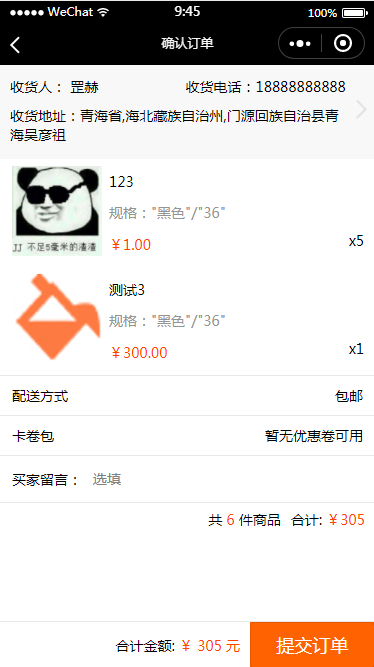 WeChat 9:45 100%
确认订单
收货人： 罡赫 收货电话：18888888888
收货地址：青海省,海北藏族自治州,门源回族自治县青
海吴彦祖
123
规格："黑色"/"36"
￥1.00 x5
JJ 不足5毫米的渣渣
测试3
规格："黑色"/"36"
￥300.00 x1
配送方式 包邮
卡卷包 暂无优惠卷可用
买家留言： 选填
共 6 件商品 合计: ￥305
合计金额: ￥ 305 元 提交订单